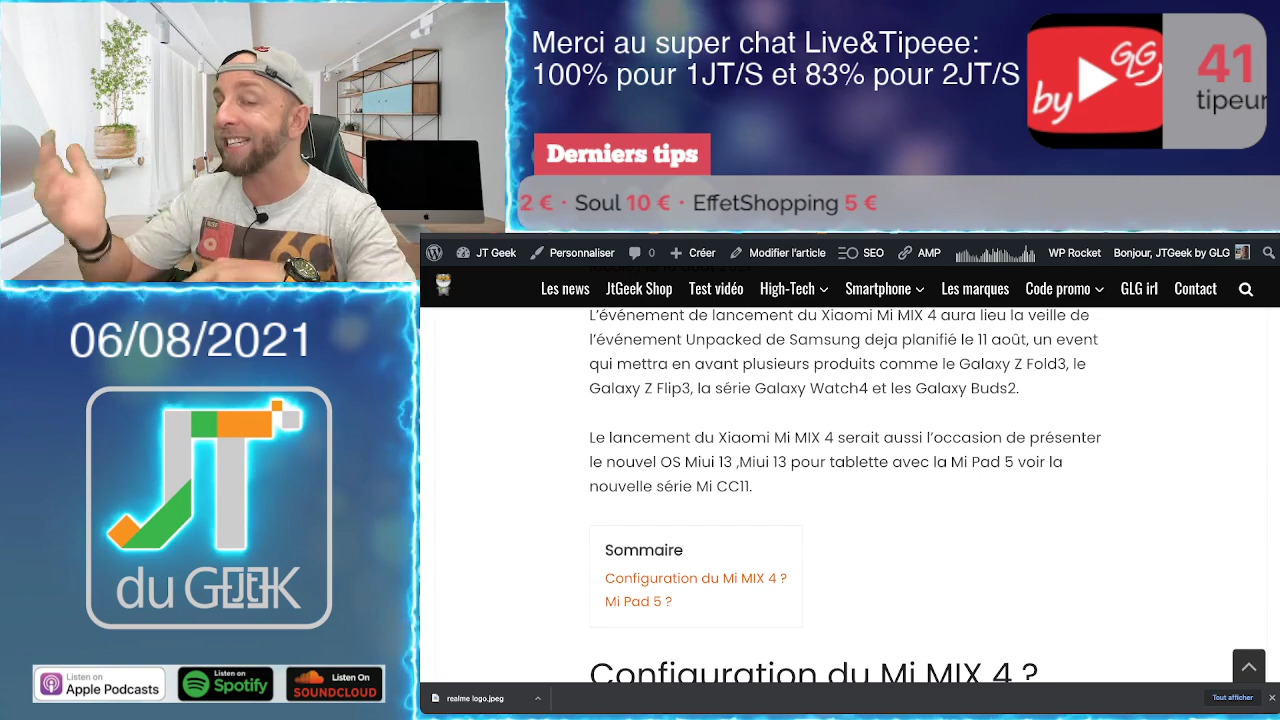 Merci au super chat Live&Tipeee:
100% pour 1JT/S et 83% pour 2JT/S
by GLG
41
tipeur
Derniers tips
2 € · Soul 10 € · EffetShopping 5 €
JT Geek Personnaliser 0 Créer Modifier l'article SEO AMP WP Rocket Bonjour, JTGeek by GLG
Les news JtGeek Shop Test vidéo High-Tech Smartphone Les marques Code promo GLG irl Contact
L'événement de lancement du Xiaomi Mi MIX 4 aura lieu la veille de
l'événement Unpacked de Samsung deja planifié le 11 août, un event
qui mettra en avant plusieurs produits comme le Galaxy Z Fold3, le
Galaxy Z Flip3, la série Galaxy Watch4 et les Galaxy Buds2.
Le lancement du Xiaomi Mi MIX 4 serait aussi l'occasion de présenter
le nouvel OS Miui 13 ,Miui 13 pour tablette avec la Mi Pad 5 voir la
nouvelle série Mi CC11.
Sommaire
Configuration du Mi MIX 4 ?
Mi Pad 5 ?
Configuration du Mi MIX 4 ?
realme logo.jpeg
Tout afficher
06/08/2021
JT
du GEEK
Listen on
Apple Podcasts
Listen on
Spotify
Listen On
SOUNDCLOUD
60